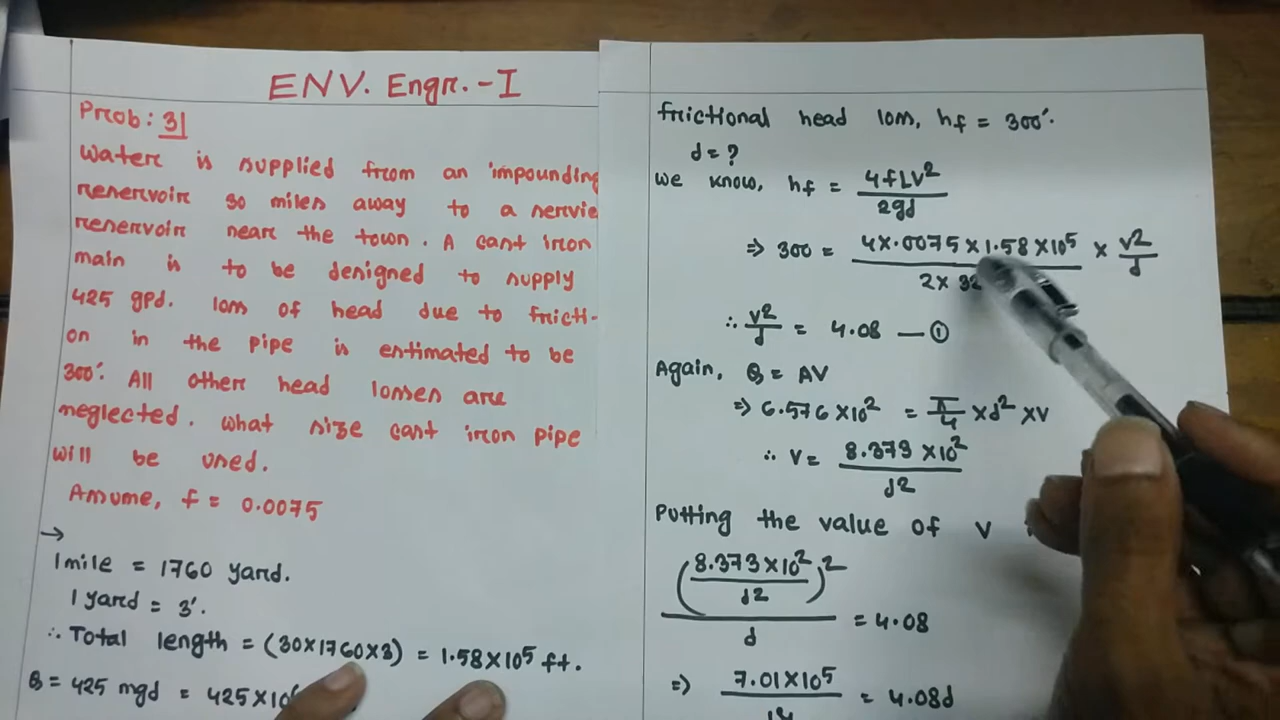 ENV. Engr. - I
Prob: 31
Water is supplied from an impounding
reservoir 30 miles away to a servie
reservoir near the town. A cast iron
main is to be designed to supply
425 gpd. loss of head due to fricti-
on in the pipe is estimated to be
300'. All other head losses are
neglected. What size cast iron pipe
will be used.
Assume, f = 0.0075
→
1 mile = 1760 yard.
1 yard = 3'.
∴ Total length = (30×1760×3) = 1.58×10⁵ ft.
Q = 425 mgd = 425×10⁶
frictional head loss, hf = 300'.
d = ?
We know, hf = 4fLV² / 2gd
⇒ 300 = 4×.0075×1.58×10⁵ / 2×32 × V²/d
∴ V²/d = 4.08 — ①
Again, Q = AV
⇒ 6.576×10² = π/4 ×d² ×V
∴ V = 8.373×10² / d²
Putting the value of V
(8.373×10² / d²)² / d = 4.08
⇒ 7.01×10⁵ / d⁴ = 4.08d